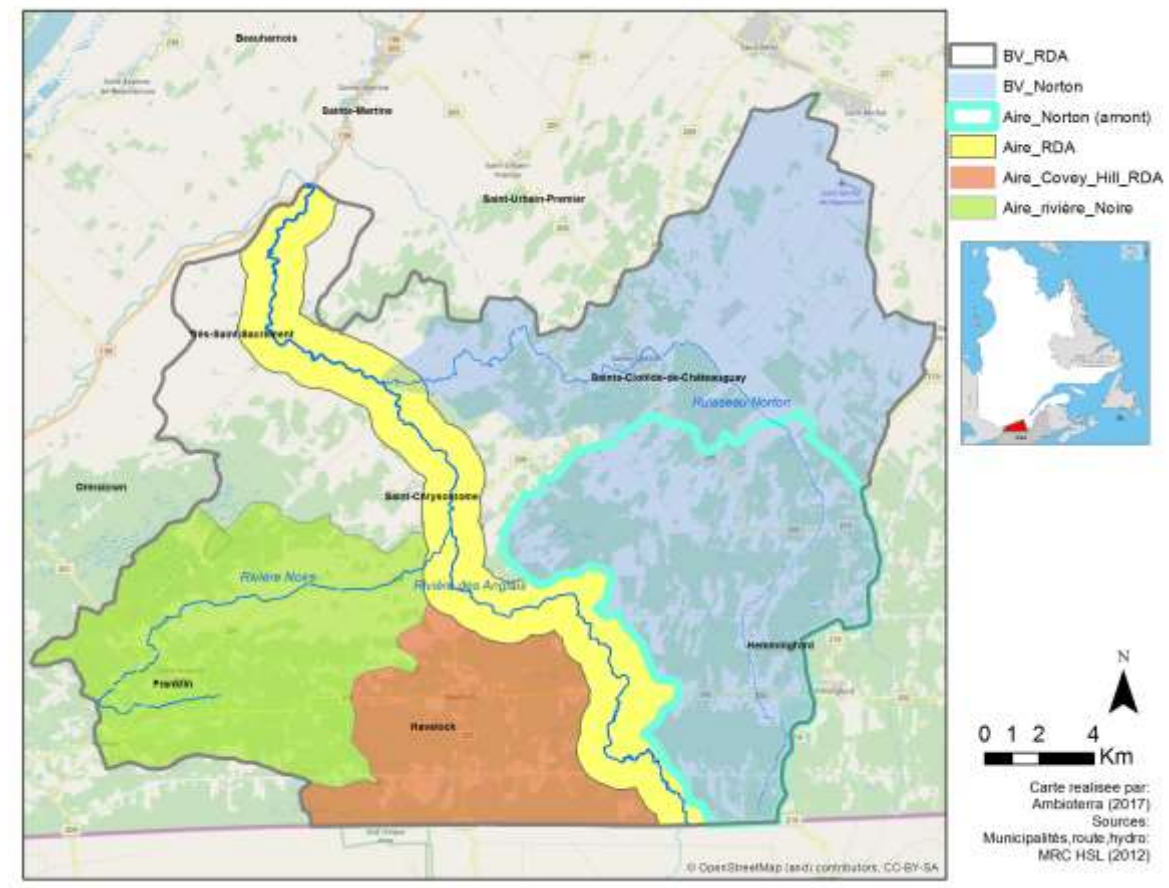 Beauharnois
Sainte-Martine
Saint-Urbain-Premier
Très-Saint-Sacrement
Sainte-Clotilde-de-Châteauguay
Ruisseau Norton
Ormstown
Saint-Chrysostome
Rivière Noire
Rivière des Anglais
Hemmingford
Franklin
Havelock
© OpenStreetMap (and) contributors, CC-BY-SA
BV_RDA
BV_Norton
Aire_Norton (amont)
Aire_RDA
Aire_Covey_Hill_RDA
Aire_rivière_Noire
N
0 1 2 4
Km
Carte realisee par:
Ambioterra (2017)
Sources:
Municipalités,route,hydro:
MRC HSL (2012)